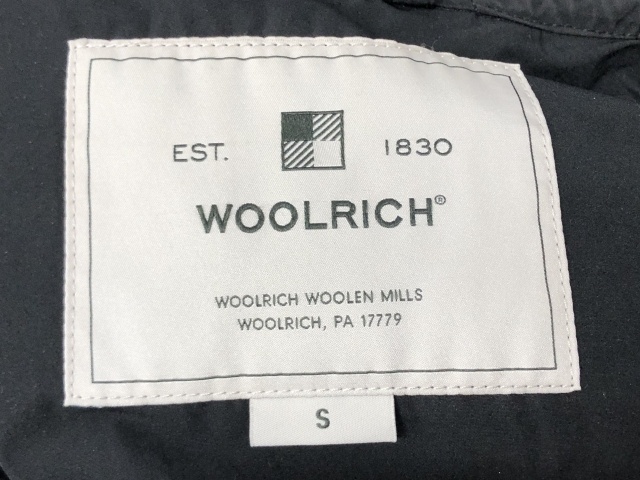 EST. 1830
WOOLRICH®
WOOLRICH WOOLEN MILLS
WOOLRICH, PA 17779
S